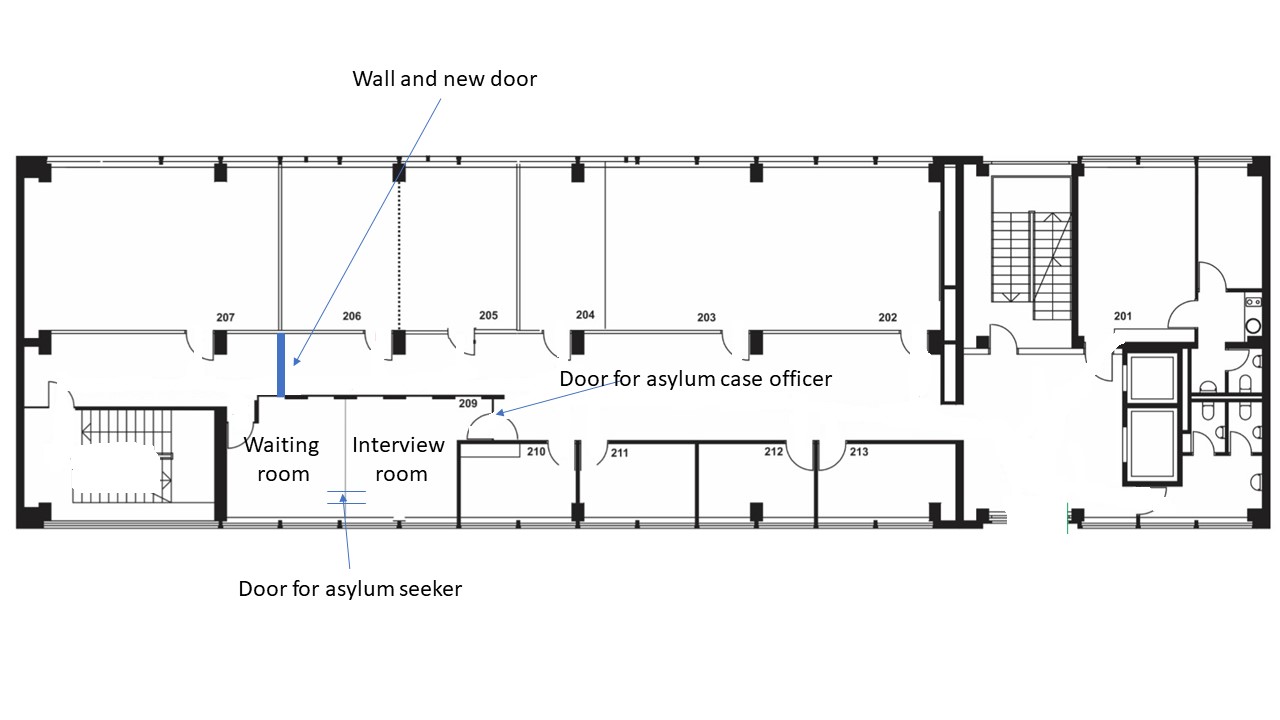 Wall and new door
207
206
205
204
203
202
201
Door for asylum case officer
209
Waiting
room
Interview
room
210
211
212
213
Door for asylum seeker